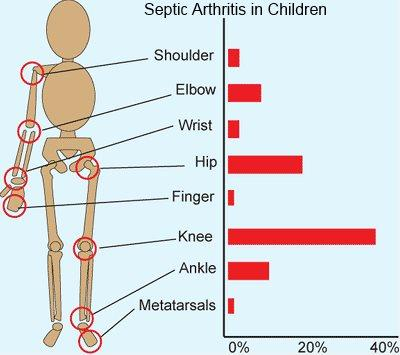 Septic Arthritis in Children
Shoulder
Elbow
Wrist
Hip
Finger
Knee
Ankle
Metatarsals
0% 20% 40%